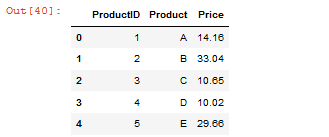 Out[40]:
ProductID Product Price
0 1 A 14.16
1 2 B 33.04
2 3 C 10.65
3 4 D 10.02
4 5 E 29.66